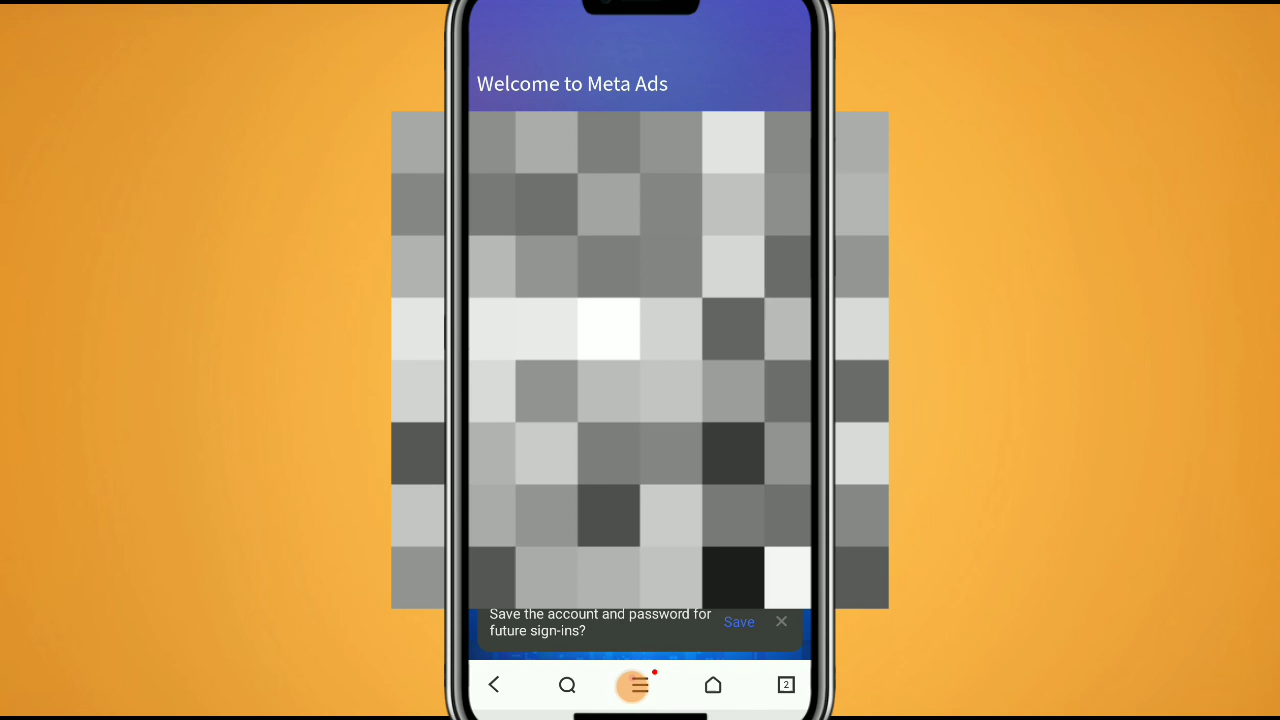 Welcome to Meta Ads
Save the account and password for
future sign-ins?
Save
2